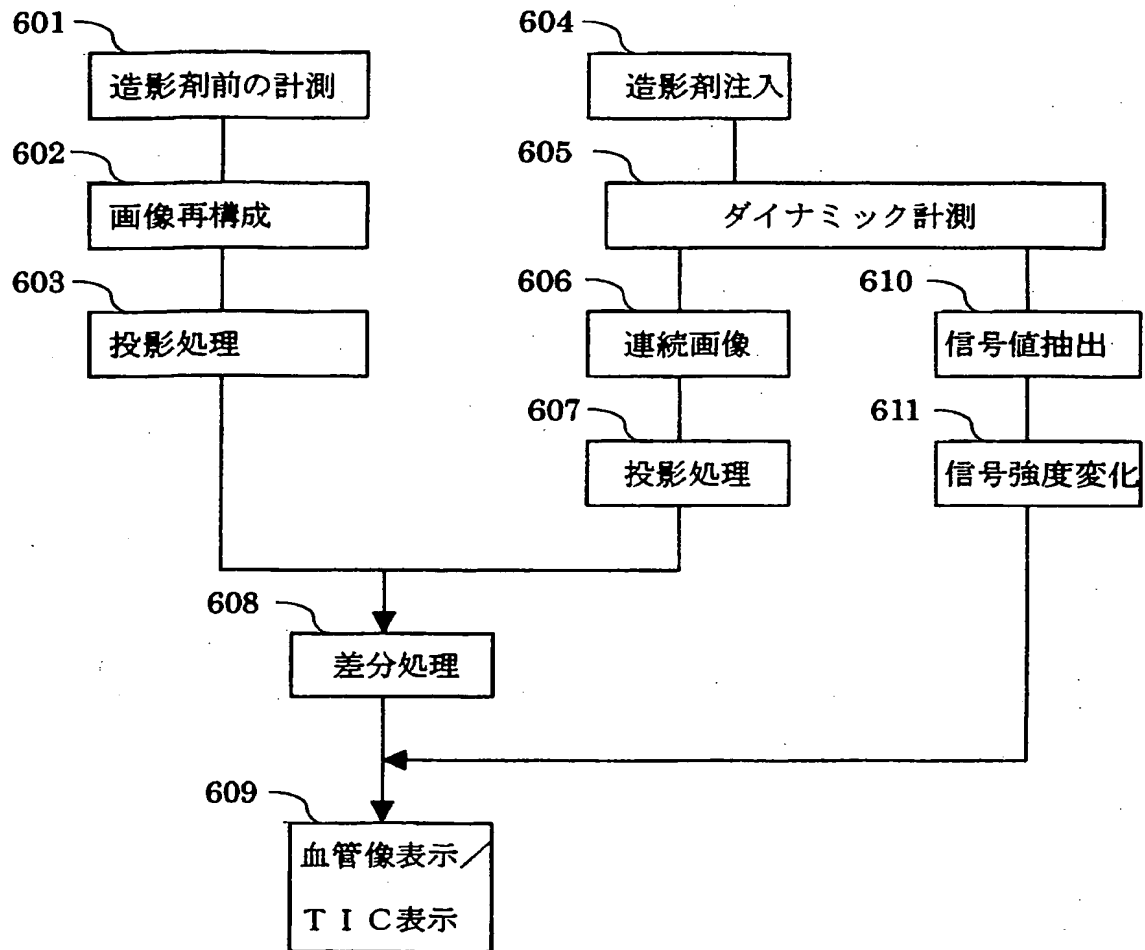 601
造影剤前の計測
602
画像再構成
603
投影処理
604
造影剤注入
605
ダイナミック計測
606
連続画像
607
投影処理
610
信号値抽出
611
信号強度変化
608
差分処理
609
血管像表示／
ＴＩＣ表示